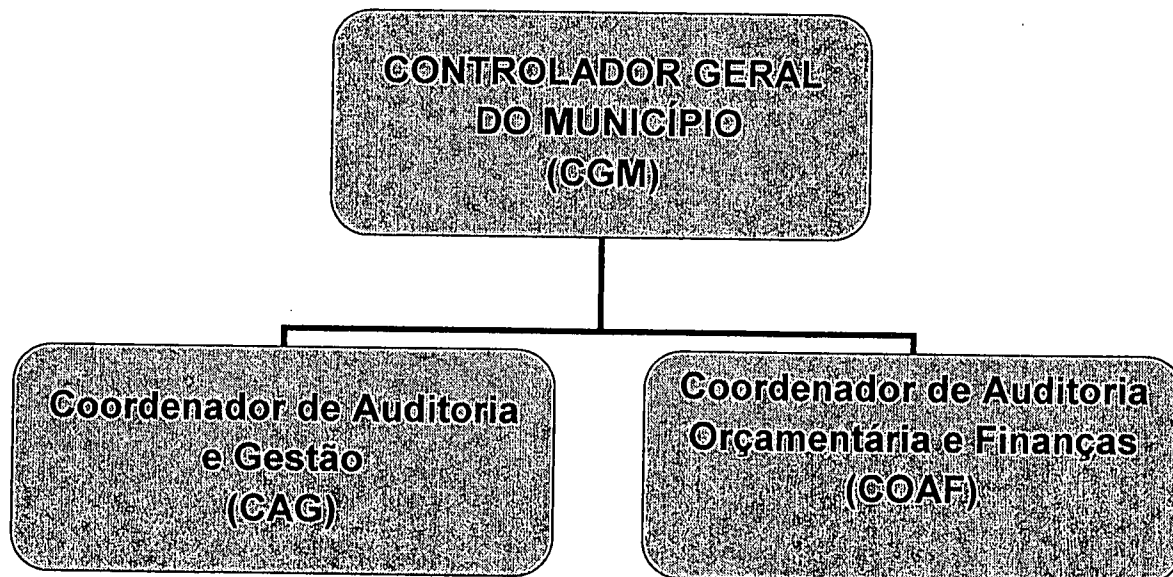 CONTROLADOR GERAL
DO MUNICÍPIO
(CGM)
Coordenador de Auditoria
e Gestão
(CAG)
Coordenador de Auditoria
Orçamentária e Finanças
(COAF)